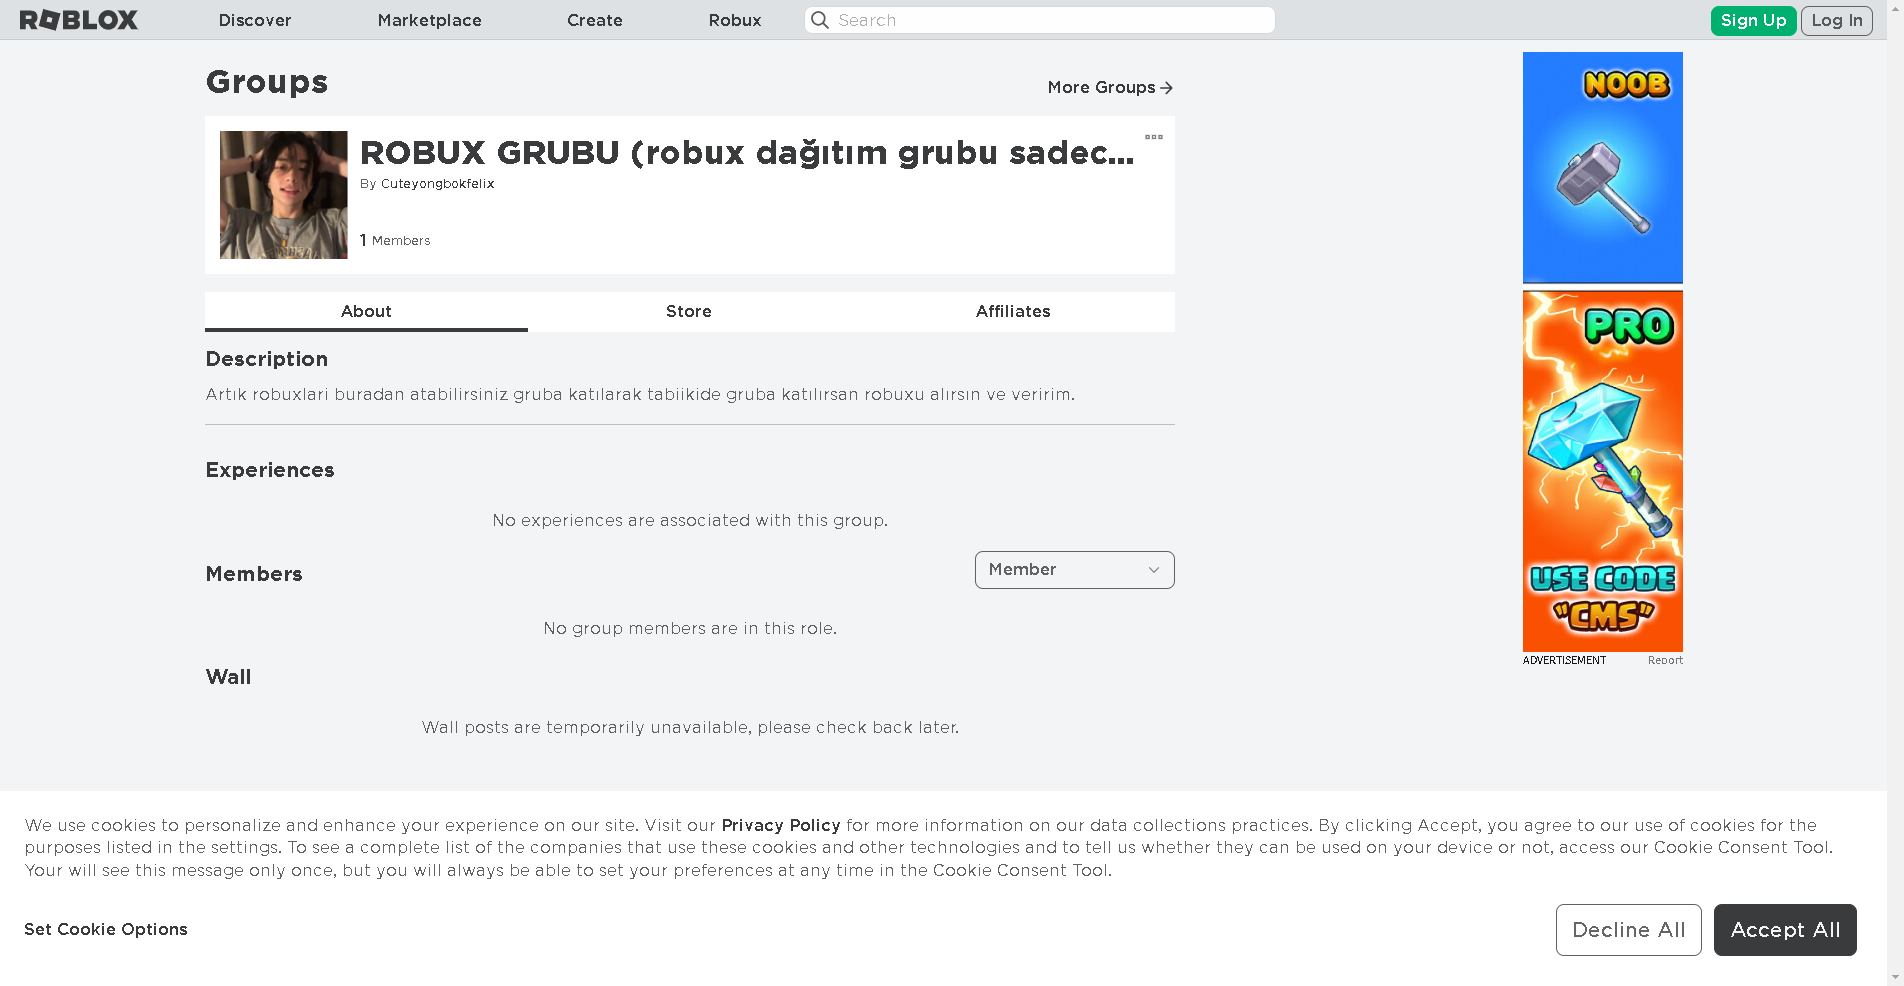 ROBLOX
Discover
Marketplace
Create
Robux
Search
Sign Up
Log In
Groups
More Groups
ROBUX GRUBU (robux dağıtım grubu sadec...
By Cuteyongbokfelix
1 Members
About
Store
Affiliates
Description
Artık robuxlari buradan atabilirsiniz gruba katılarak tabiikide gruba katılırsan robuxu alırsın ve veririm.
Experiences
No experiences are associated with this group.
Members
Member
No group members are in this role.
Wall
Wall posts are temporarily unavailable, please check back later.
NOOB
PRO
USE CODE
"CMS"
ADVERTISEMENT
Report
We use cookies to personalize and enhance your experience on our site. Visit our Privacy Policy for more information on our data collections practices. By clicking Accept, you agree to our use of cookies for the
purposes listed in the settings. To see a complete list of the companies that use these cookies and other technologies and to tell us whether they can be used on your device or not, access our Cookie Consent Tool.
Your will see this message only once, but you will always be able to set your preferences at any time in the Cookie Consent Tool.
Set Cookie Options
Decline All
Accept All